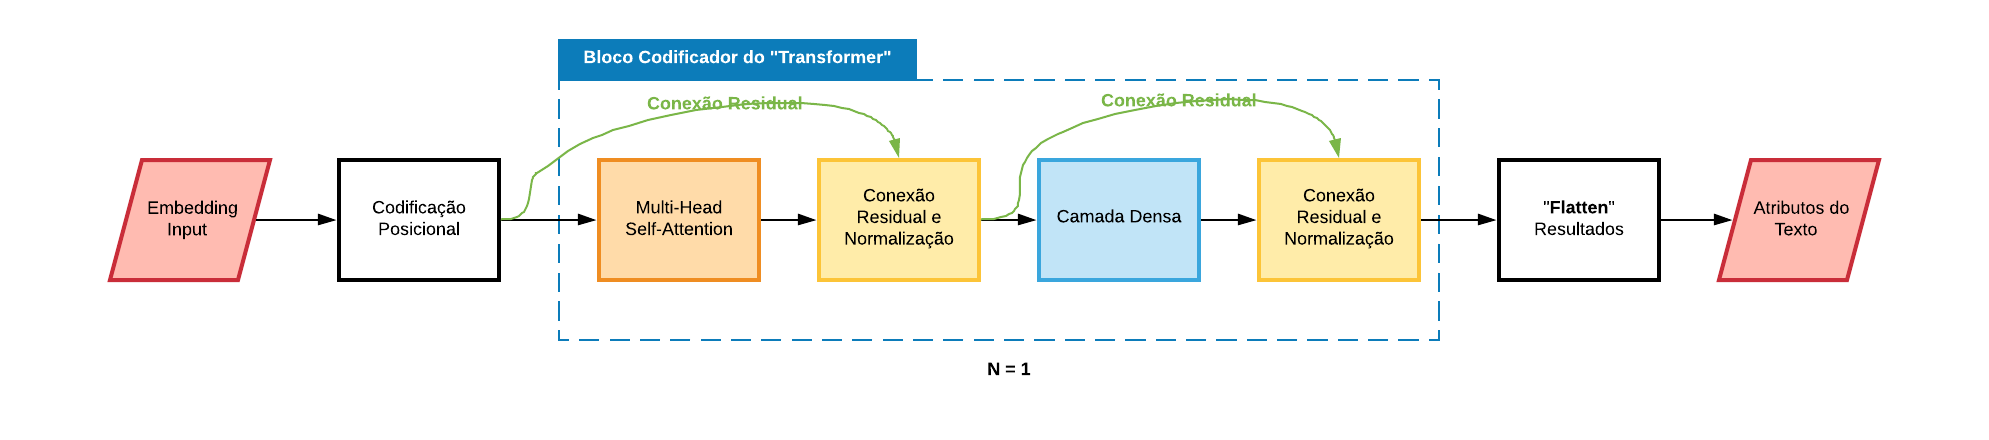 Bloco Codificador do "Transformer"
Conexão Residual
Conexão Residual
Embedding
Input
Codificação
Posicional
Multi-Head
Self-Attention
Conexão
Residual e
Normalização
Camada Densa
Conexão
Residual e
Normalização
"Flatten"
Resultados
Atributos do
Texto
N = 1